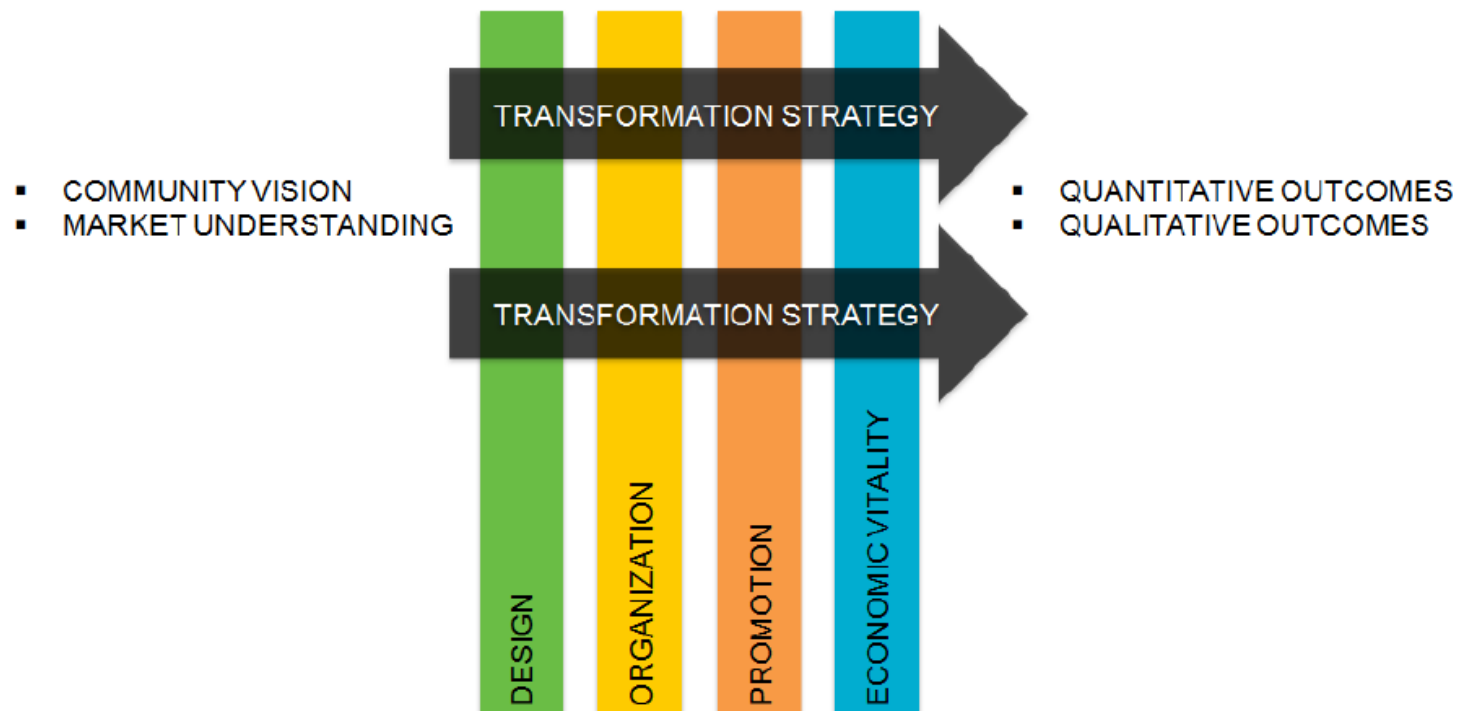 TRANSFORMATION STRATEGY
▪ COMMUNITY VISION
▪ MARKET UNDERSTANDING
▪ QUANTITATIVE OUTCOMES
▪ QUALITATIVE OUTCOMES
TRANSFORMATION STRATEGY
DESIGN
ORGANIZATION
PROMOTION
ECONOMIC VITALITY